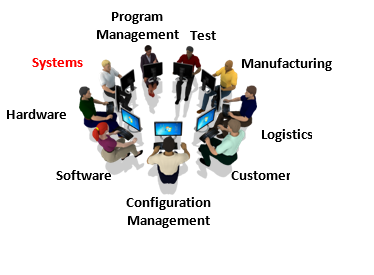 Program
Management
Test
Systems
Manufacturing
Hardware
Logistics
Software
Customer
Configuration
Management